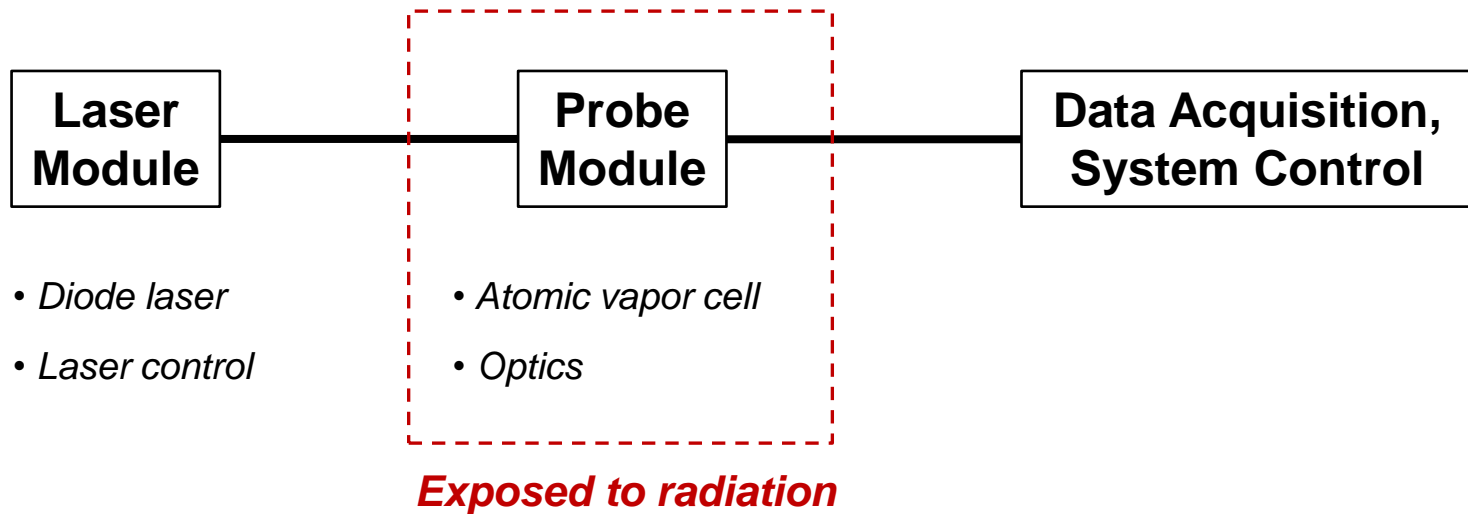 Laser
Module
Probe
Module
Data Acquisition,
System Control
• Diode laser
• Laser control
• Atomic vapor cell
• Optics
Exposed to radiation